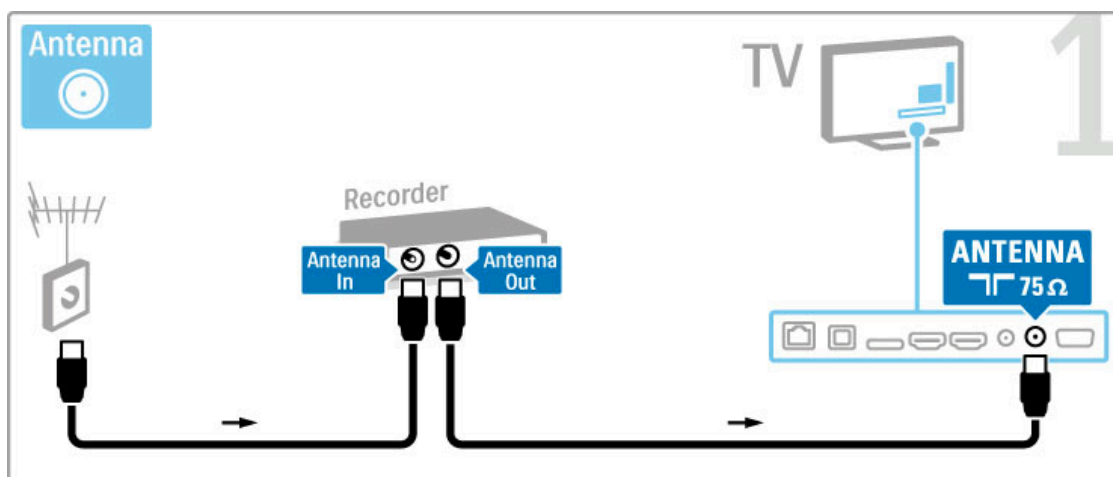 Antenna
TV
1
Recorder
Antenna
In
Antenna
Out
ANTENNA
75 Ω